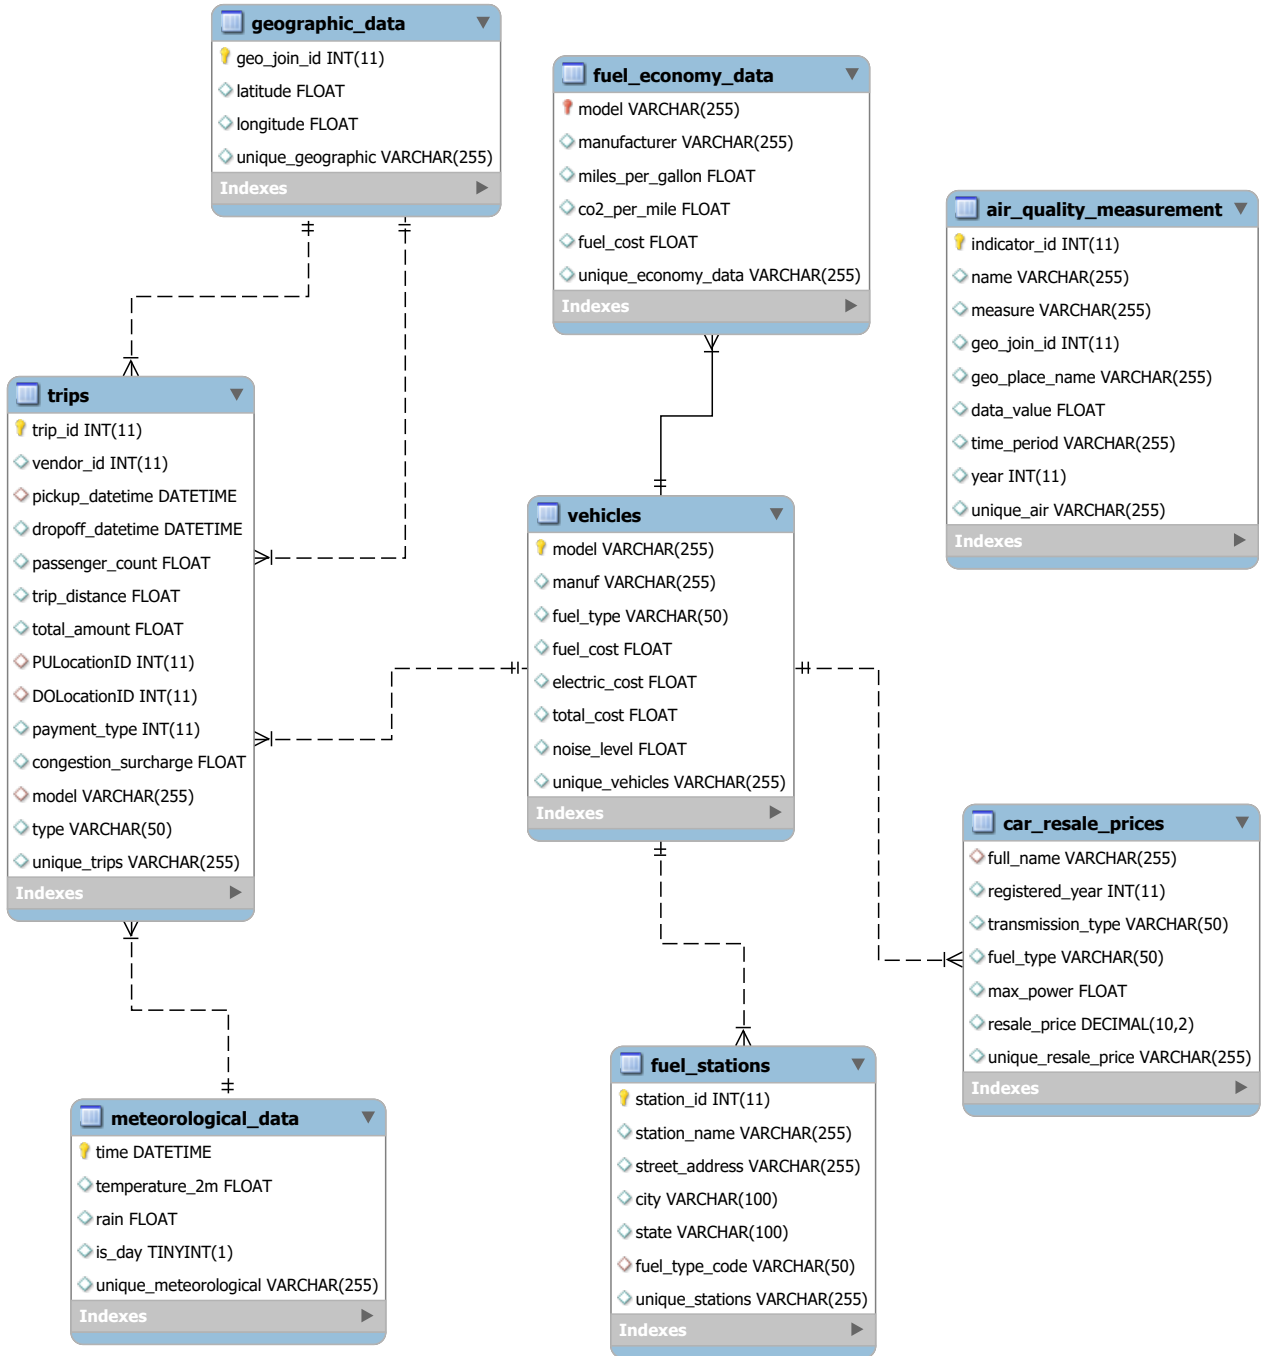 geographic_data
geo_join_id INT(11)
latitude FLOAT
longitude FLOAT
unique_geographic VARCHAR(255)
Indexes
fuel_economy_data
model VARCHAR(255)
manufacturer VARCHAR(255)
miles_per_gallon FLOAT
co2_per_mile FLOAT
fuel_cost FLOAT
unique_economy_data VARCHAR(255)
Indexes
air_quality_measurement
indicator_id INT(11)
name VARCHAR(255)
measure VARCHAR(255)
geo_join_id INT(11)
geo_place_name VARCHAR(255)
data_value FLOAT
time_period VARCHAR(255)
year INT(11)
unique_air VARCHAR(255)
Indexes
trips
trip_id INT(11)
vendor_id INT(11)
pickup_datetime DATETIME
dropoff_datetime DATETIME
passenger_count FLOAT
trip_distance FLOAT
total_amount FLOAT
PULocationID INT(11)
DOLocationID INT(11)
payment_type INT(11)
congestion_surcharge FLOAT
model VARCHAR(255)
type VARCHAR(50)
unique_trips VARCHAR(255)
Indexes
vehicles
model VARCHAR(255)
manuf VARCHAR(255)
fuel_type VARCHAR(50)
fuel_cost FLOAT
electric_cost FLOAT
total_cost FLOAT
noise_level FLOAT
unique_vehicles VARCHAR(255)
Indexes
car_resale_prices
full_name VARCHAR(255)
registered_year INT(11)
transmission_type VARCHAR(50)
fuel_type VARCHAR(50)
max_power FLOAT
resale_price DECIMAL(10,2)
unique_resale_price VARCHAR(255)
Indexes
fuel_stations
station_id INT(11)
station_name VARCHAR(255)
street_address VARCHAR(255)
city VARCHAR(100)
state VARCHAR(100)
fuel_type_code VARCHAR(50)
unique_stations VARCHAR(255)
Indexes
meteorological_data
time DATETIME
temperature_2m FLOAT
rain FLOAT
is_day TINYINT(1)
unique_meteorological VARCHAR(255)
Indexes